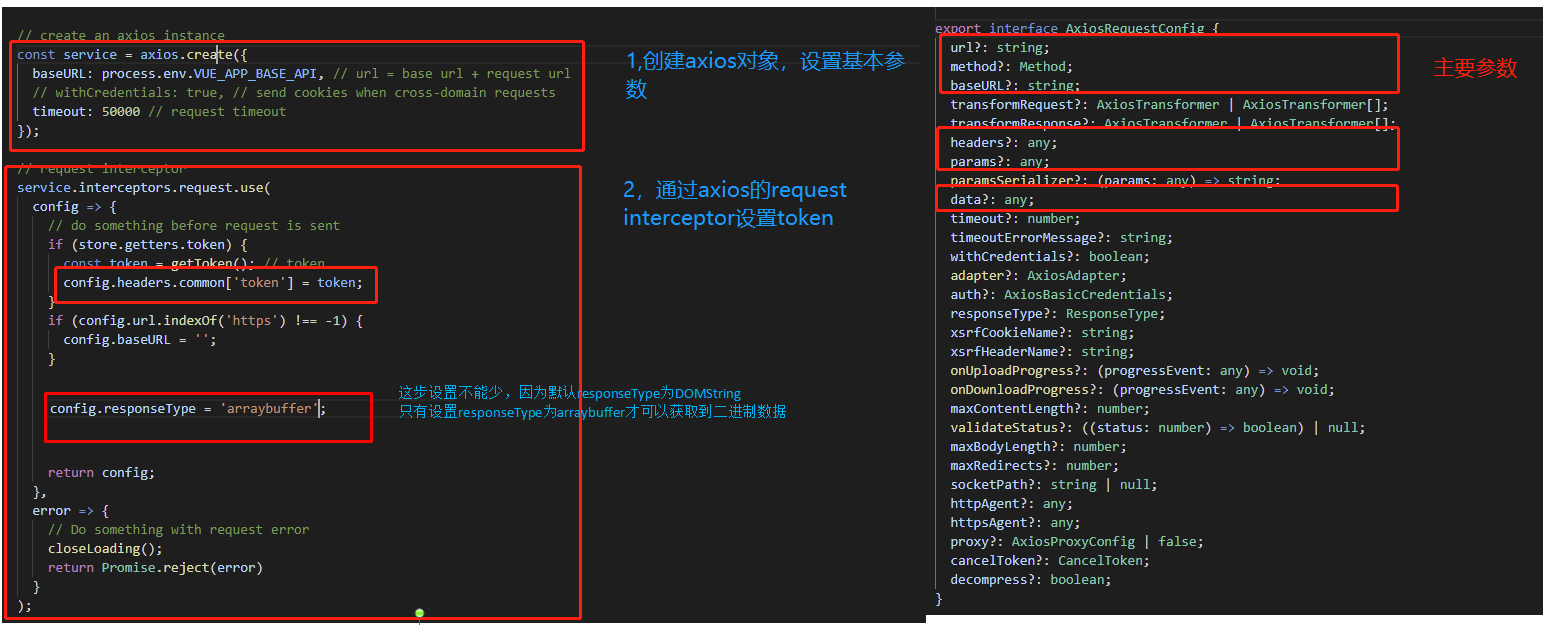 // create an axios instance
const service = axios.create({
baseURL: process.env.VUE_APP_BASE_API, // url = base url + request url
// withCredentials: true, // send cookies when cross-domain requests
timeout: 50000 // request timeout
});
// request interceptor
service.interceptors.request.use(
config => {
// do something before request is sent
if (store.getters.token) {
const token = getToken(); // token
config.headers.common['token'] = token;
}
if (config.url.indexOf('https') !== -1) {
config.baseURL = '';
}
config.responseType = 'arraybuffer';
return config;
},
error => {
// Do something with request error
closeLoading();
return Promise.reject(error)
}
);
1,创建axios对象，设置基本参
数
2，通过axios的request
interceptor设置token
这步设置不能少，因为默认responseType为DOMString
只有设置responseType为arraybuffer才可以获取到二进制数据
export interface AxiosRequestConfig {
url?: string;
method?: Method;
baseURL?: string;
transformRequest?: AxiosTransformer | AxiosTransformer[];
transformResponse?: AxiosTransformer | AxiosTransformer[];
headers?: any;
params?: any;
paramsSerializer?: (params: any) => string;
data?: any;
timeout?: number;
timeoutErrorMessage?: string;
withCredentials?: boolean;
adapter?: AxiosAdapter;
auth?: AxiosBasicCredentials;
responseType?: ResponseType;
xsrfCookieName?: string;
xsrfHeaderName?: string;
onUploadProgress?: (progressEvent: any) => void;
onDownloadProgress?: (progressEvent: any) => void;
maxContentLength?: number;
validateStatus?: ((status: number) => boolean) | null;
maxBodyLength?: number;
maxRedirects?: number;
socketPath?: string | null;
httpAgent?: any;
httpsAgent?: any;
proxy?: AxiosProxyConfig | false;
cancelToken?: CancelToken;
decompress?: boolean;
}
主要参数